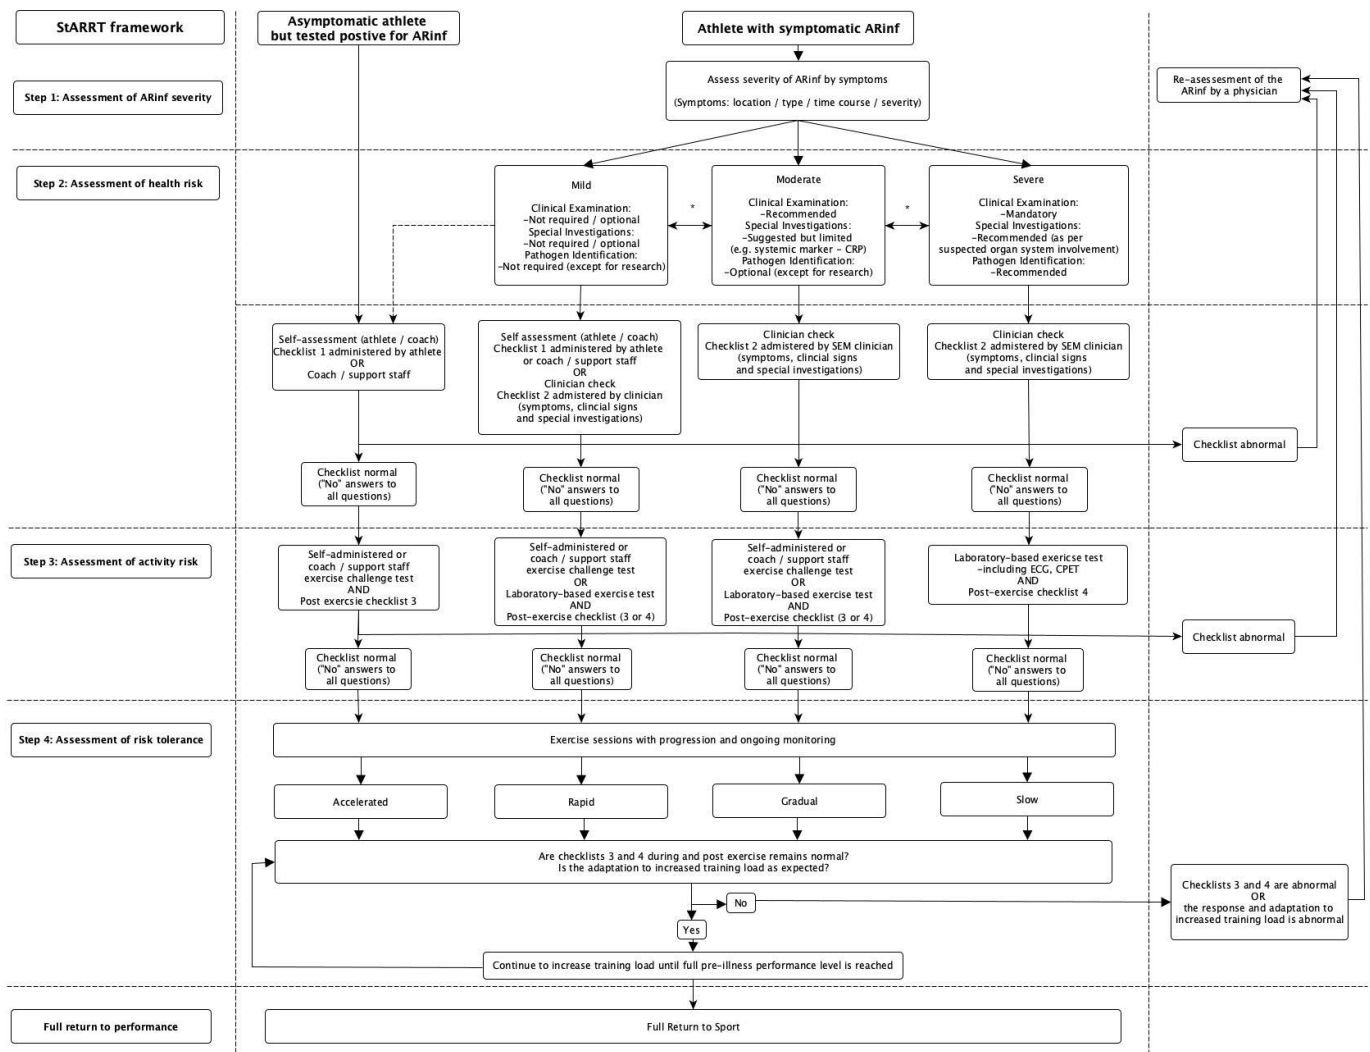 StARRT framework
Asymptomatic athlete
but tested postive for ARinf
Athlete with symptomatic ARinf
Step 1: Assessment of ARinf severity
Assess severity of ARinf by symptoms
(Symptoms: location / type / time course / severity)
Re-asessment of the
ARinf by a physician
Step 2: Assessment of health risk
Mild
Clinical Examination:
-Not required / optional
Special Investigations:
-Not required / optional
Pathogen Identification:
-Not required (except for research)
*
Moderate
Clinical Examination:
-Recommended
Special Investigations:
-Suggested but limited
(e.g. systemic marker - CRP)
Pathogen Identification:
-Optional (except for research)
*
Severe
Clinical Examination:
-Mandatory
Special Investigations:
-Recommended (as per
suspected organ system involvement)
Pathogen Identification:
-Recommended
Self-assessment (athlete / coach)
Checklist 1 administered by athlete
OR
Coach / support staff
Self assessment (athlete / coach)
Checklist 1 administered by athlete
or coach / support staff
OR
Clinician check
Checklist 2 admistered by clinician
(symptoms, clincial signs
and special investigations)
Clinician check
Checklist 2 admistered by SEM clinician
(symptoms, clincial signs
and special investigations)
Clinician check
Checklist 2 admistered by SEM clinician
(symptoms, clincial signs
and special investigations)
Checklist abnormal
Checklist normal
("No" answers to
all questions)
Checklist normal
("No" answers to
all questions)
Checklist normal
("No" answers to
all questions)
Checklist normal
("No" answers to
all questions)
Step 3: Assessment of activity risk
Self-administered or
coach / support staff
exercise challenge test
AND
Post exercsie checklist 3
Self-administered or
coach / support staff
exercise challenge test
OR
Laboratory-based exercise test
AND
Post-exercise checklist (3 or 4)
Self-administered or
coach / support staff
exercise challenge test
OR
Laboratory-based exercise test
AND
Post-exercise checklist (3 or 4)
Laboratory-based exericse test
-including ECG, CPET
AND
Post-exercise checklist 4
Checklist abnormal
Checklist normal
("No" answers to
all questions)
Checklist normal
("No" answers to
all questions)
Checklist normal
("No" answers to
all questions)
Checklist normal
("No" answers to
all questions)
Step 4: Assessment of risk tolerance
Exercise sessions with progression and ongoing monitoring
Accelerated
Rapid
Gradual
Slow
Are checklists 3 and 4 during and post exercise remains normal?
Is the adaptation to increased training load as expected?
No
Yes
Checklists 3 and 4 are abnormal
OR
the response and adaptation to
increased training load is abnormal
Continue to increase training load until full pre-illness performance level is reached
Full return to performance
Full Return to Sport